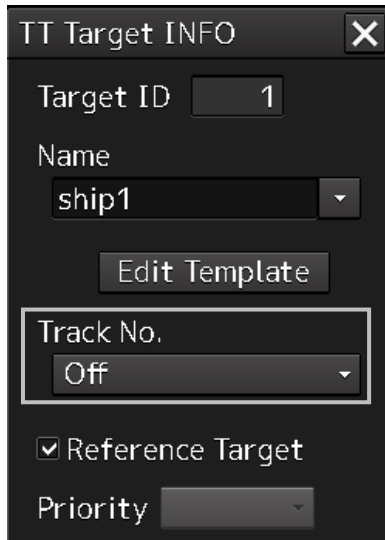 TT Target INFO
Target ID 1
Name
ship1
Edit Template
Track No.
Off
Reference Target
Priority